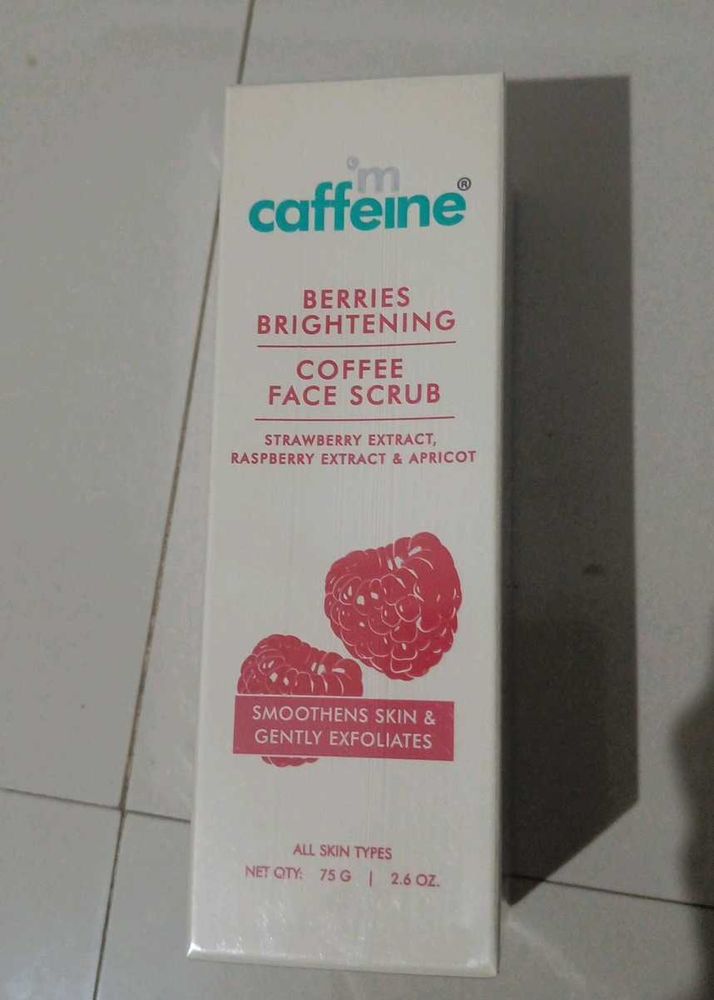 'm
caffeine®
BERRIES
BRIGHTENING
COFFEE
FACE SCRUB
STRAWBERRY EXTRACT,
RASPBERRY EXTRACT & APRICOT
SMOOTHENS SKIN &
GENTLY EXFOLIATES
ALL SKIN TYPES
NET QTY: 75 G | 2.6 OZ.